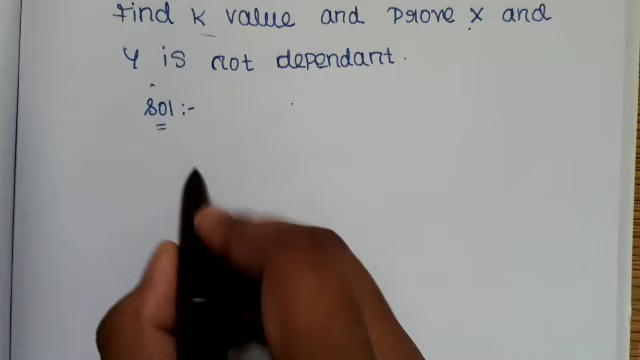 Find K value and Prove X and
Y is not dependant.
Sol:-